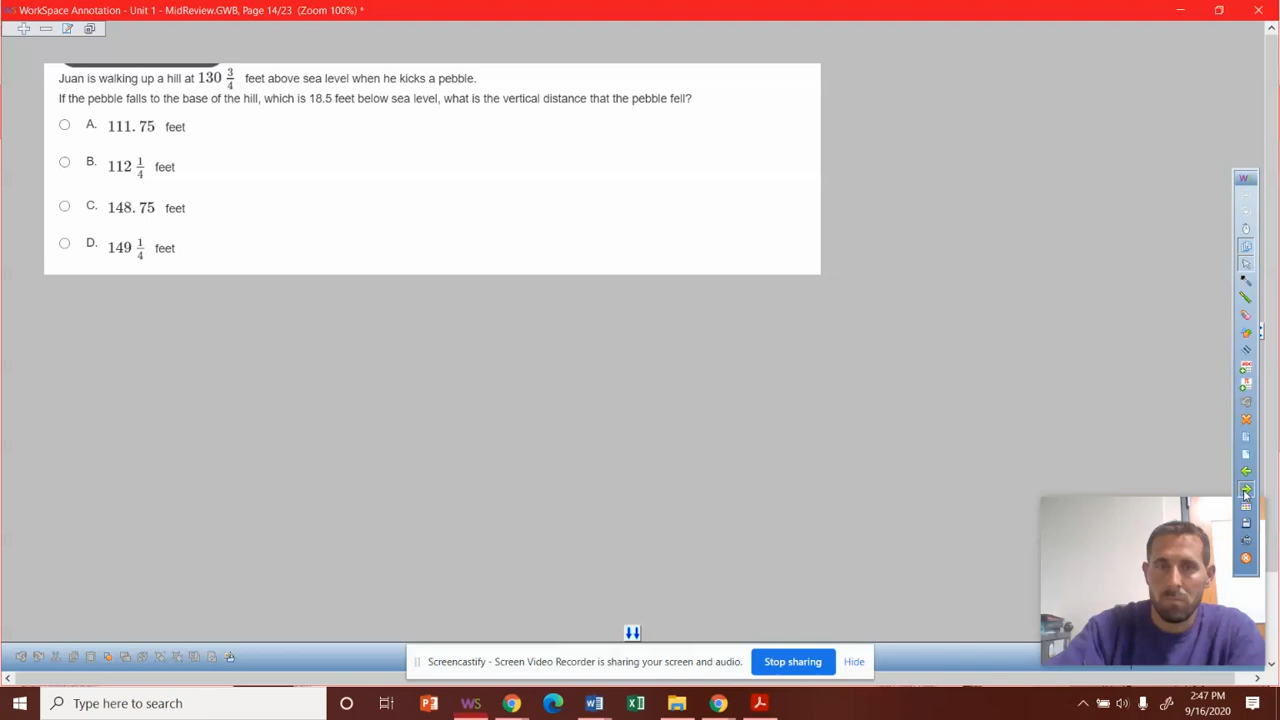 WorkSpace Annotation - Unit 1 - MidReview.GWB, Page 14/23 (Zoom 100%) *
Juan is walking up a hill at 130 3/4 feet above sea level when he kicks a pebble.
If the pebble falls to the base of the hill, which is 18.5 feet below sea level, what is the vertical distance that the pebble fell?
A. 111.75 feet
B. 112 1/4 feet
C. 148.75 feet
D. 149 1/4 feet
Screencastify - Screen Video Recorder is sharing your screen and audio.
Stop sharing
Hide
Type here to search
2:47 PM
9/16/2020